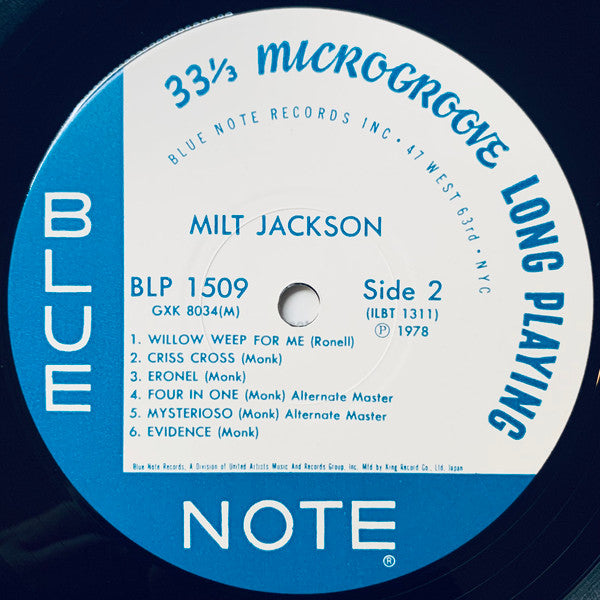 33⅓ MICROGROOVE LONG PLAYING
BLUE NOTE RECORDS INC • 47 WEST 63rd • NYC
BLUE
MILT JACKSON
BLP 1509 Side 2
GXK 8034(M) (ILBT 1311)
Ⓟ 1978
1. WILLOW WEEP FOR ME (Ronell)
2. CRISS CROSS (Monk)
3. ERONEL (Monk)
4. FOUR IN ONE (Monk) Alternate Master
5. MYSTERIOSO (Monk) Alternate Master
6. EVIDENCE (Monk)
Blue Note Records, A Division of United Artists Music And Records Group, Inc. Mfd by King Record Co., Ltd, Japan
NOTE®